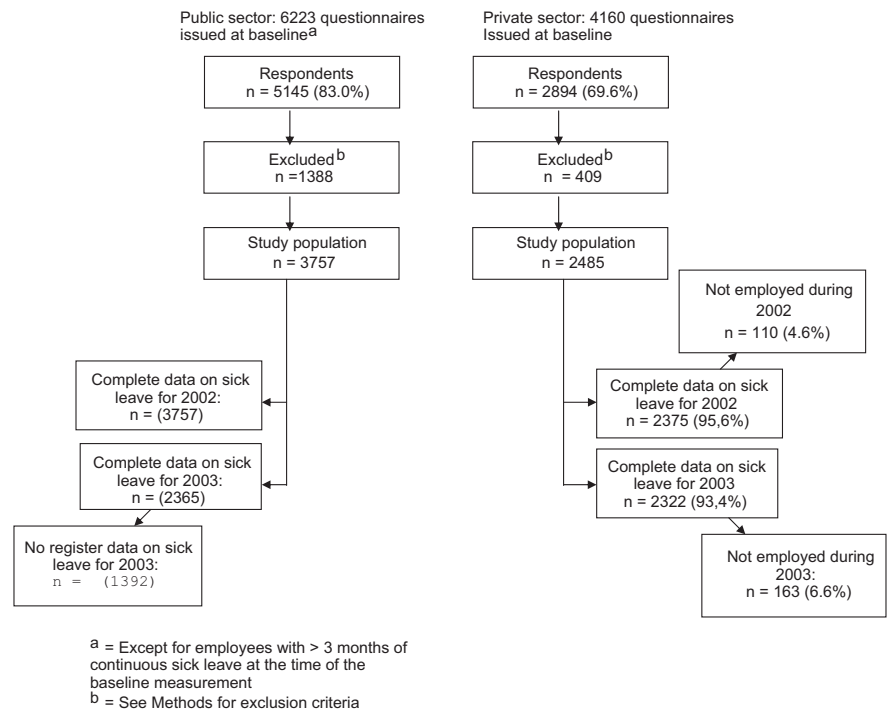 Public sector: 6223 questionnaires
issued at baselineᵃ
Private sector: 4160 questionnaires
Issued at baseline
Respondents
n = 5145 (83.0%)
Respondents
n = 2894 (69.6%)
Excludedᵇ
n =1388
Excludedᵇ
n = 409
Study population
n = 3757
Study population
n = 2485
Not employed during
2002
n = 110 (4.6%)
Complete data on sick
leave for 2002:
n = (3757)
Complete data on sick
leave for 2002
n = 2375 (95,6%)
Complete data on sick
leave for 2003:
n = (2365)
Complete data on sick
leave for 2003
n = 2322 (93,4%)
No register data on sick
leave for 2003:
n = (1392)
Not employed during
2003:
n = 163 (6.6%)
ᵃ = Except for employees with > 3 months of
continuous sick leave at the time of the
baseline measurement
ᵇ = See Methods for exclusion criteria